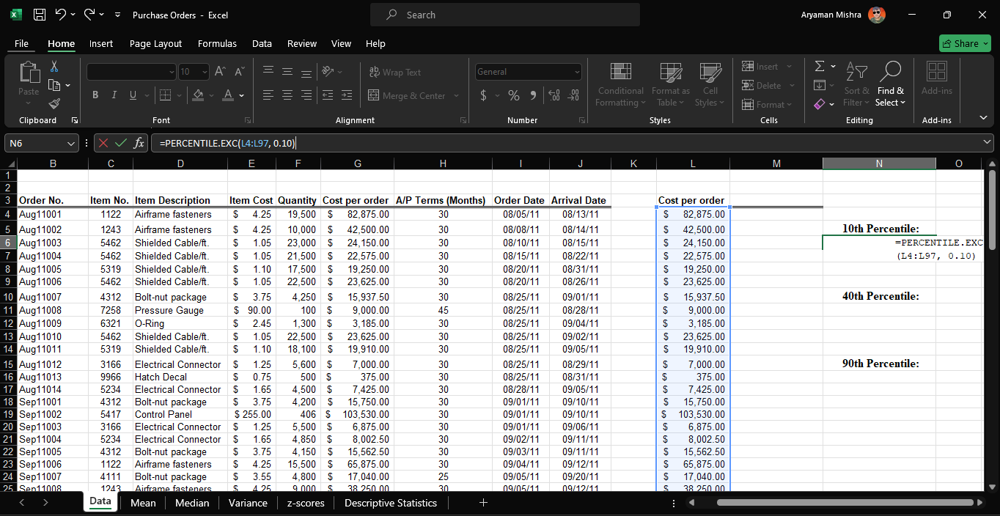 Purchase Orders - Excel
Search
Aryaman Mishra
File Home Insert Page Layout Formulas Data Review View Help
Share
Paste
Clipboard
10
B I U
Font
Wrap Text
Merge & Center
Alignment
General
$ %
Number
Conditional Formatting
Format as Table
Cell Styles
Styles
Insert
Delete
Format
Cells
Sort & Filter
Find & Select
Editing
Add-ins
Add-ins
N6 fx =PERCENTILE.EXC(L4:L97, 0.10)
B C D E F G H I J K L M N O
1
2
3 Order No. Item No. Item Description Item Cost Quantity Cost per order A/P Terms (Months) Order Date Arrival Date Cost per order
4 Aug11001 1122 Airframe fasteners $ 4.25 19,500 $ 82,875.00 30 08/05/11 08/13/11 $ 82,875.00
5 Aug11002 1243 Airframe fasteners $ 4.25 10,000 $ 42,500.00 30 08/08/11 08/14/11 $ 42,500.00 10th Percentile:
6 Aug11003 5462 Shielded Cable/ft. $ 1.05 23,000 $ 24,150.00 30 08/10/11 08/15/11 $ 24,150.00 =PERCENTILE.EXC
7 Aug11004 5462 Shielded Cable/ft. $ 1.05 21,500 $ 22,575.00 30 08/15/11 08/22/11 $ 22,575.00 (L4:L97, 0.10)
8 Aug11005 5319 Shielded Cable/ft. $ 1.10 17,500 $ 19,250.00 30 08/20/11 08/31/11 $ 19,250.00
9 Aug11006 5462 Shielded Cable/ft. $ 1.05 22,500 $ 23,625.00 30 08/20/11 08/26/11 $ 23,625.00
10 Aug11007 4312 Bolt-nut package $ 3.75 4,250 $ 15,937.50 30 08/25/11 09/01/11 $ 15,937.50 40th Percentile:
11 Aug11008 7258 Pressure Gauge $ 90.00 100 $ 9,000.00 45 08/25/11 08/28/11 $ 9,000.00
12 Aug11009 6321 O-Ring $ 2.45 1,300 $ 3,185.00 30 08/25/11 09/04/11 $ 3,185.00
13 Aug11010 5462 Shielded Cable/ft. $ 1.05 22,500 $ 23,625.00 30 08/25/11 09/02/11 $ 23,625.00
14 Aug11011 5319 Shielded Cable/ft. $ 1.10 18,100 $ 19,910.00 30 08/25/11 09/05/11 $ 19,910.00
15 Aug11012 3166 Electrical Connector $ 1.25 5,600 $ 7,000.00 30 08/25/11 08/29/11 $ 7,000.00 90th Percentile:
16 Aug11013 9966 Hatch Decal $ 0.75 500 $ 375.00 30 08/25/11 08/31/11 $ 375.00
17 Aug11014 5234 Electrical Connector $ 1.65 4,500 $ 7,425.00 30 08/28/11 09/05/11 $ 7,425.00
18 Sep11001 4312 Bolt-nut package $ 3.75 4,200 $ 15,750.00 30 09/01/11 09/10/11 $ 15,750.00
19 Sep11002 5417 Control Panel $ 255.00 406 $ 103,530.00 30 09/01/11 09/10/11 $ 103,530.00
20 Sep11003 3166 Electrical Connector $ 1.25 5,500 $ 6,875.00 30 09/01/11 09/06/11 $ 6,875.00
21 Sep11004 5234 Electrical Connector $ 1.65 4,850 $ 8,002.50 30 09/02/11 09/11/11 $ 8,002.50
22 Sep11005 4312 Bolt-nut package $ 3.75 4,150 $ 15,562.50 30 09/03/11 09/11/11 $ 15,562.50
23 Sep11006 1122 Airframe fasteners $ 4.25 15,500 $ 65,875.00 30 09/04/11 09/12/11 $ 65,875.00
24 Sep11007 4111 Bolt-nut package $ 3.55 4,800 $ 17,040.00 25 09/05/11 09/20/11 $ 17,040.00
25 Sep11008 1243 Airframe fasteners $ 4.25 9,000 $ 38,250.00 30 09/05/11 09/12/11 $ 38,250.00
Data Mean Median Variance z-scores Descriptive Statistics